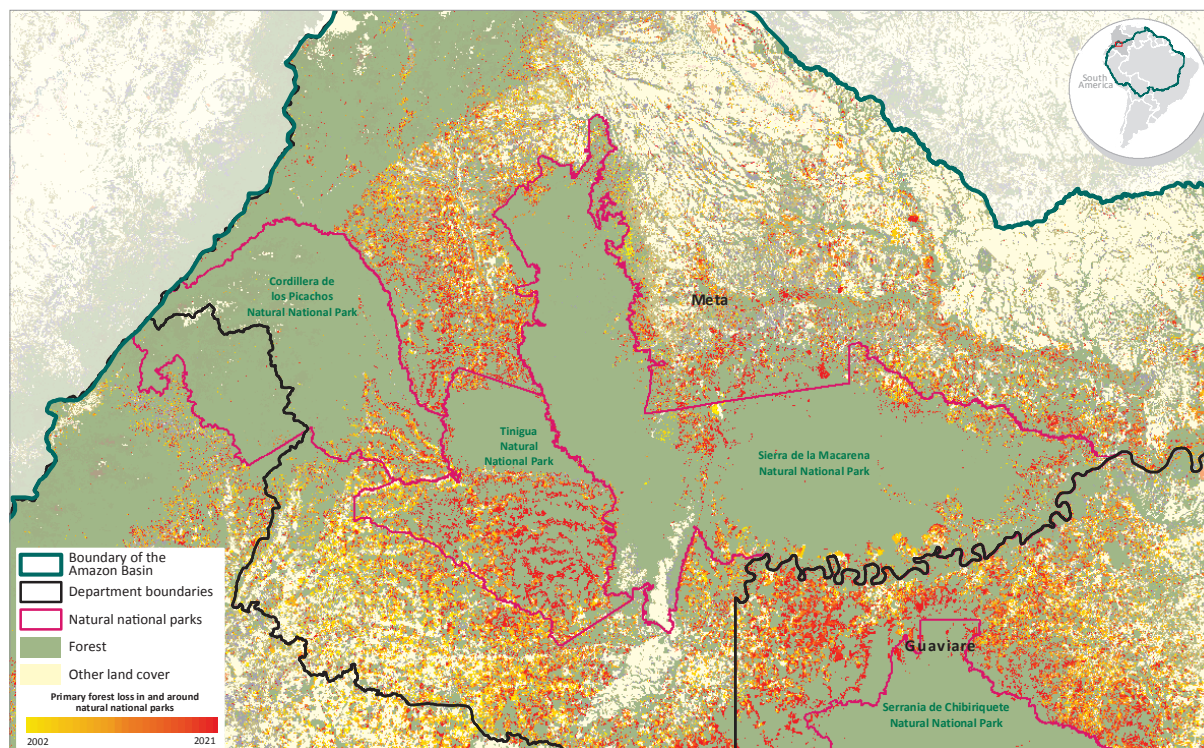 South
America
Cordillera de
los Picachos
Natural National Park
Meta
Tinigua
Natural
National Park
Sierra de la Macarena
Natural National Park
Guaviare
Serrania de Chibiriquete
Natural National Park
Boundary of the
Amazon Basin
Department boundaries
Natural national parks
Forest
Other land cover
Primary forest loss in and around
natural national parks
2002
2021